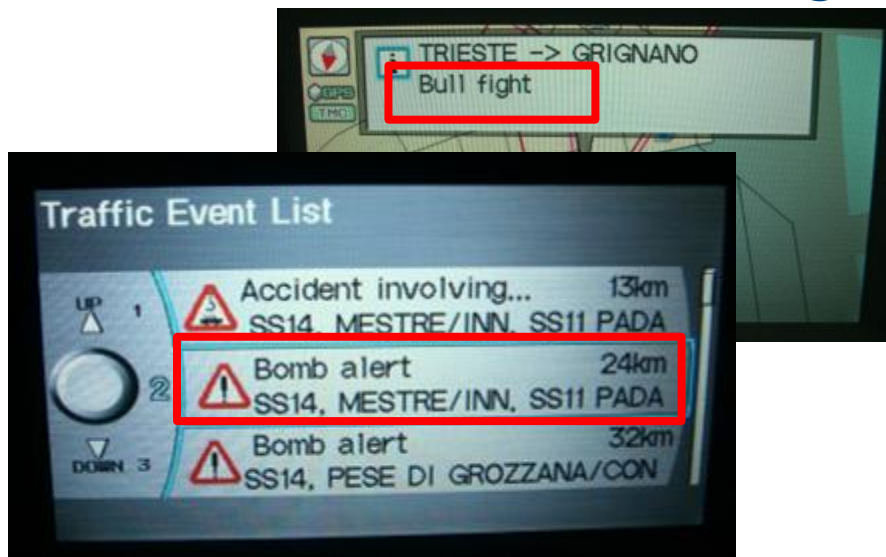 TRIESTE -> GRIGNANO
i
Bull fight
GPS
TMC
Traffic Event List
UP
1
Accident involving... 13km
SS14, MESTRE/INN, SS11 PADA
2
Bomb alert 24km
SS14, MESTRE/INN, SS11 PADA
DOWN 3
Bomb alert 32km
SS14, PESE DI GROZZANA/CON